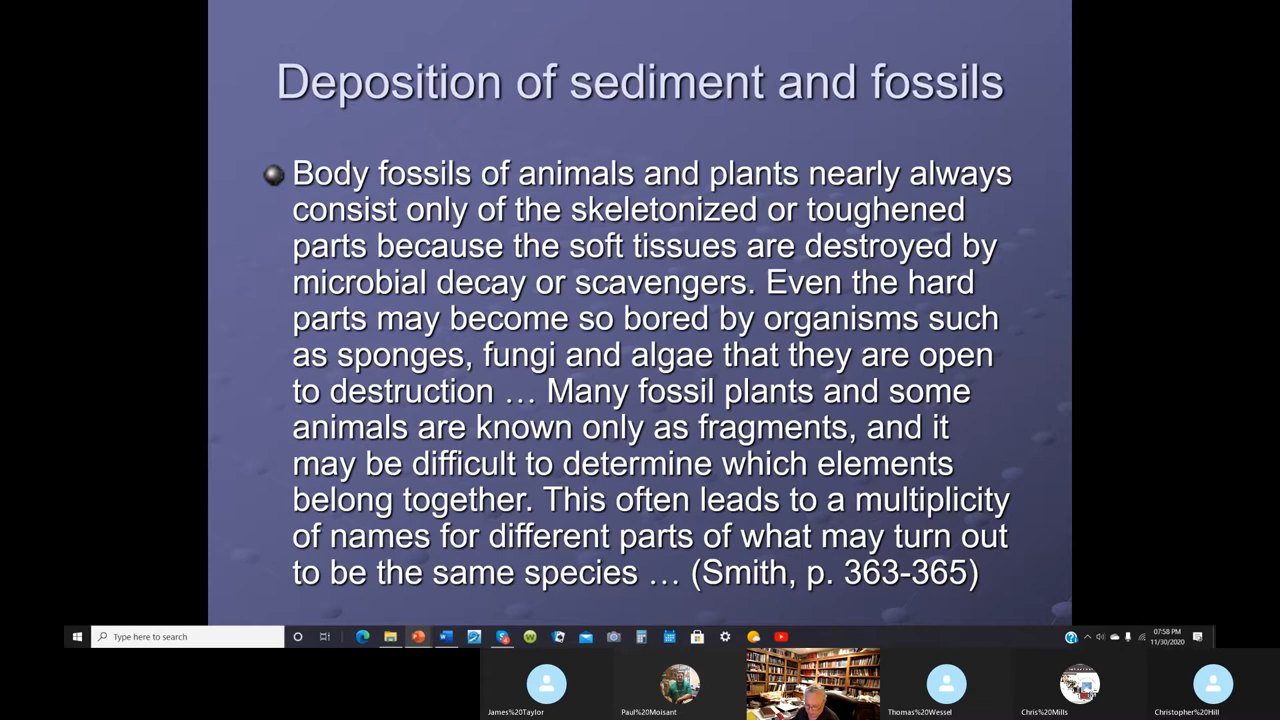 Deposition of sediment and fossils
Body fossils of animals and plants nearly always
consist only of the skeletonized or toughened
parts because the soft tissues are destroyed by
microbial decay or scavengers. Even the hard
parts may become so bored by organisms such
as sponges, fungi and algae that they are open
to destruction … Many fossil plants and some
animals are known only as fragments, and it
may be difficult to determine which elements
belong together. This often leads to a multiplicity
of names for different parts of what may turn out
to be the same species … (Smith, p. 363-365)
Type here to search
07:58 PM
11/30/2020
James%20Taylor
Paul%20Moisant
Thomas%20Wessel
Chris%20Mills
Christopher%20Hill